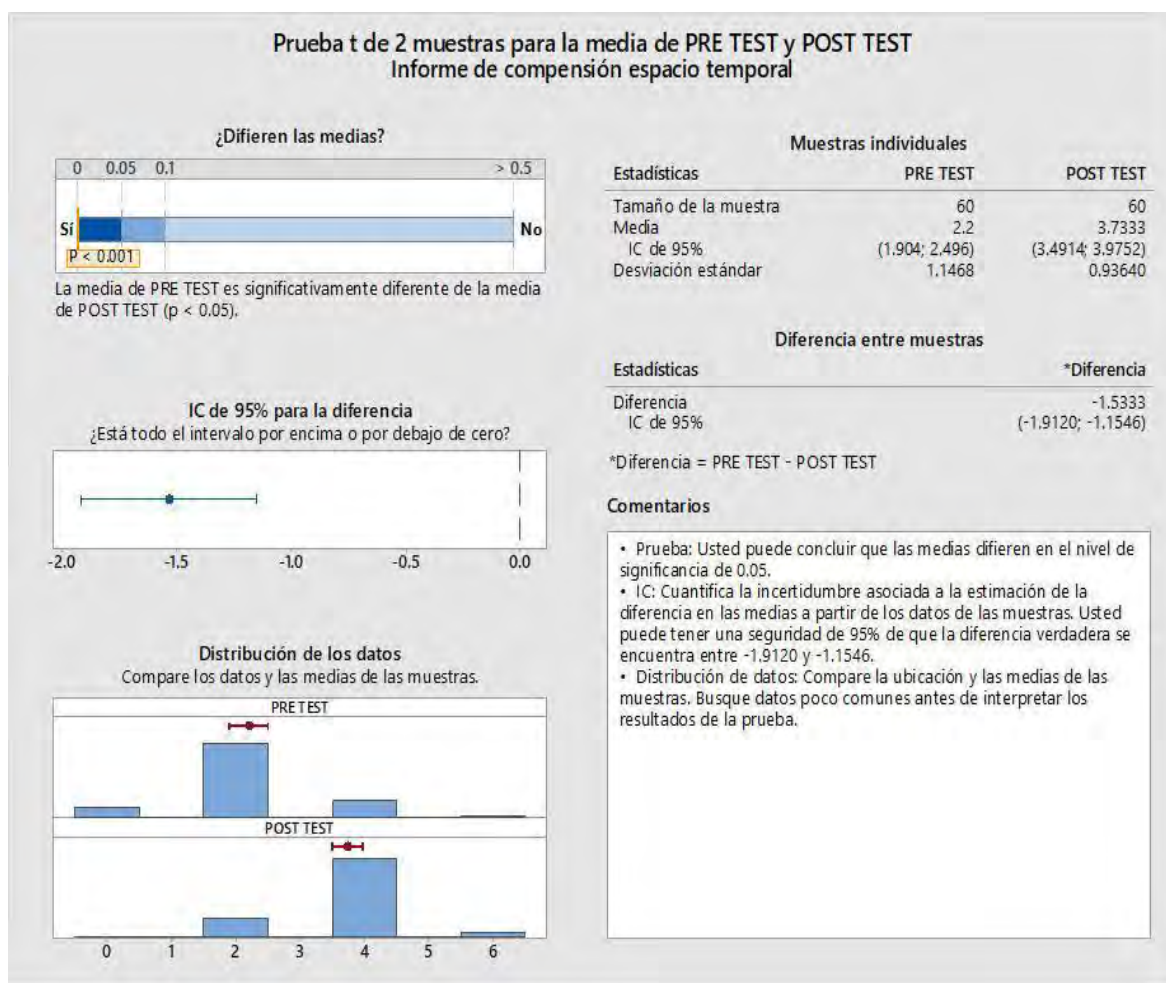 Prueba t de 2 muestras para la media de PRE TEST y POST TEST
Informe de compensión espacio temporal
¿Difieren las medias?
0 0.05 0.1 > 0.5
Sí No
P < 0.001
La media de PRE TEST es significativamente diferente de la media
de POST TEST (p < 0.05).
IC de 95% para la diferencia
¿Está todo el intervalo por encima o por debajo de cero?
-2.0 -1.5 -1.0 -0.5 0.0
Distribución de los datos
Compare los datos y las medias de las muestras.
PRE TEST
POST TEST
0 1 2 3 4 5 6
Muestras individuales
Estadísticas PRE TEST POST TEST
Tamaño de la muestra 60 60
Media 2.2 3.7333
IC de 95% (1.904; 2.496) (3.4914; 3.9752)
Desviación estándar 1.1468 0.93640
Diferencia entre muestras
Estadísticas *Diferencia
Diferencia -1.5333
IC de 95% (-1.9120; -1.1546)
*Diferencia = PRE TEST - POST TEST
Comentarios
• Prueba: Usted puede concluir que las medias difieren en el nivel de
significancia de 0.05.
• IC: Cuantifica la incertidumbre asociada a la estimación de la
diferencia en las medias a partir de los datos de las muestras. Usted
puede tener una seguridad de 95% de que la diferencia verdadera se
encuentra entre -1.9120 y -1.1546.
• Distribución de datos: Compare la ubicación y las medias de las
muestras. Busque datos poco comunes antes de interpretar los
resultados de la prueba.